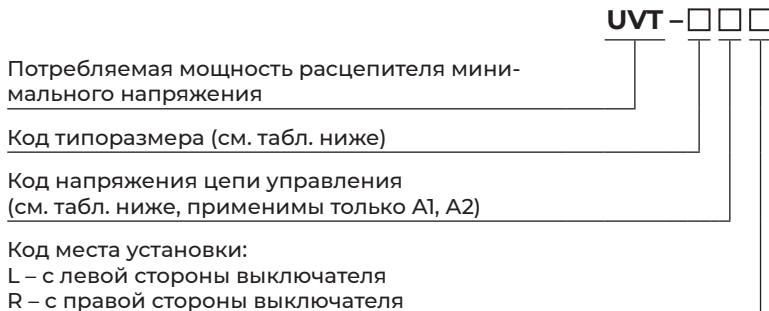 UVT – □ □ □
Потребляемая мощность расцепителя мини-
мального напряжения
Код типоразмера (см. табл. ниже)
Код напряжения цепи управления
(см. табл. ниже, применимы только A1, A2)
Код места установки:
L – с левой стороны выключателя
R – с правой стороны выключателя